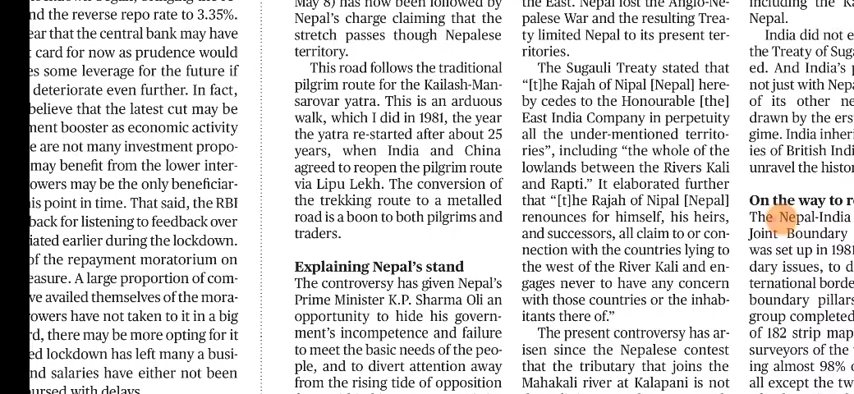 nd the reverse repo rate to 3.35%.
ear that the central bank may have
card for now as prudence would
es some leverage for the future if
deteriorate even further. In fact,
believe that the latest cut may be
ment booster as economic activity
e are not many investment propo-
may benefit from the lower inter-
owers may be the only beneficiar-
is point in time. That said, the RBI
back for listening to feedback over
iated earlier during the lockdown.
of the repayment moratorium on
easure. A large proportion of com-
ve availed themselves of the mora-
rowers have not taken to it in a big
rd, there may be more opting for it
ed lockdown has left many a busi-
nd salaries have either not been
ursed with delays.
May 8) has now been followed by
Nepal's charge claiming that the
stretch passes though Nepalese
territory.
This road follows the traditional
pilgrim route for the Kailash-Man-
sarovar yatra. This is an arduous
walk, which I did in 1981, the year
the yatra re-started after about 25
years, when India and China
agreed to reopen the pilgrim route
via Lipu Lekh. The conversion of
the trekking route to a metalled
road is a boon to both pilgrims and
traders.
Explaining Nepal's stand
The controversy has given Nepal's
Prime Minister K.P. Sharma Oli an
opportunity to hide his govern-
ment's incompetence and failure
to meet the basic needs of the peo-
ple, and to divert attention away
from the rising tide of opposition
the East. Nepal lost the Anglo-Ne-
palese War and the resulting Trea-
ty limited Nepal to its present ter-
ritories.
The Sugauli Treaty stated that
"[t]he Rajah of Nipal [Nepal] here-
by cedes to the Honourable [the]
East India Company in perpetuity
all the under-mentioned territo-
ries", including "the whole of the
lowlands between the Rivers Kali
and Rapti." It elaborated further
that "[t]he Rajah of Nipal [Nepal]
renounces for himself, his heirs,
and successors, all claim to or con-
nection with the countries lying to
the west of the River Kali and en-
gages never to have any concern
with those countries or the inhab-
itants there of."
The present controversy has ar-
isen since the Nepalese contest
that the tributary that joins the
Mahakali river at Kalapani is not
including the Ka
Nepal.
India did not e
the Treaty of Suga
ed. And India's p
not just with Nepa
of its other ne
drawn by the ers
gime. India inheri
ies of British Indi
unravel the histor
On the way to re
The Nepal-India
Joint Boundary
was set up in 1981
dary issues, to d
ternational borde
boundary pillars
group completed
of 182 strip map
surveyors of the
ing almost 98% o
all except the tw